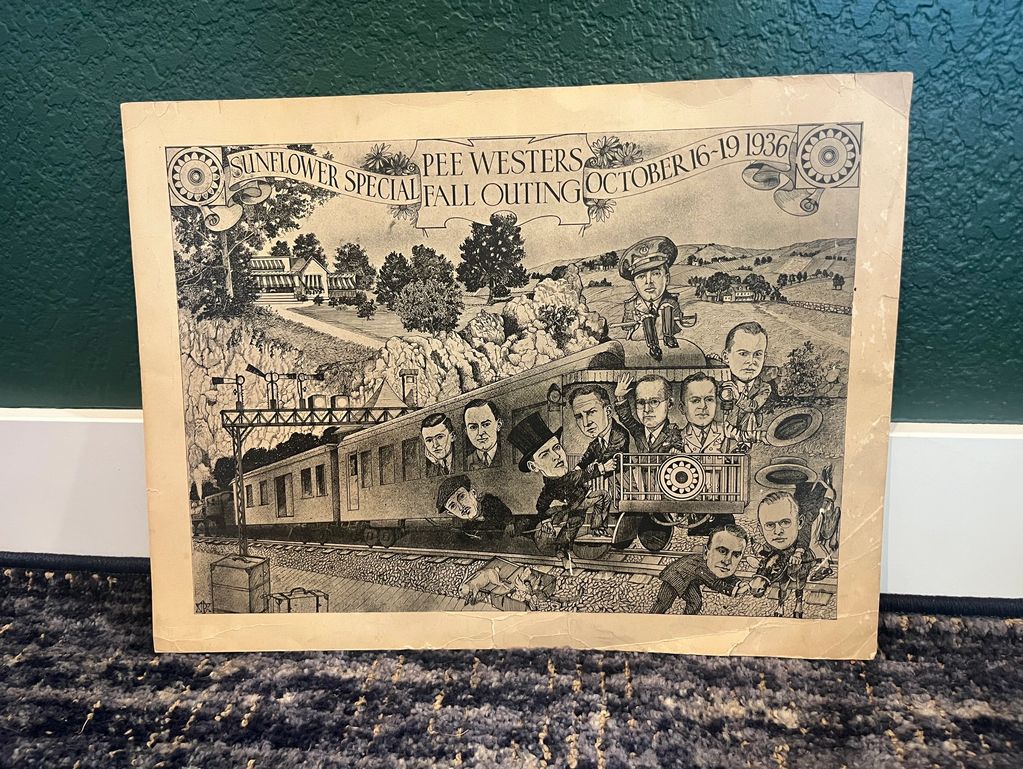 SUNFLOWER SPECIAL
PEE WESTERS
FALL OUTING
OCTOBER 16-19 1936